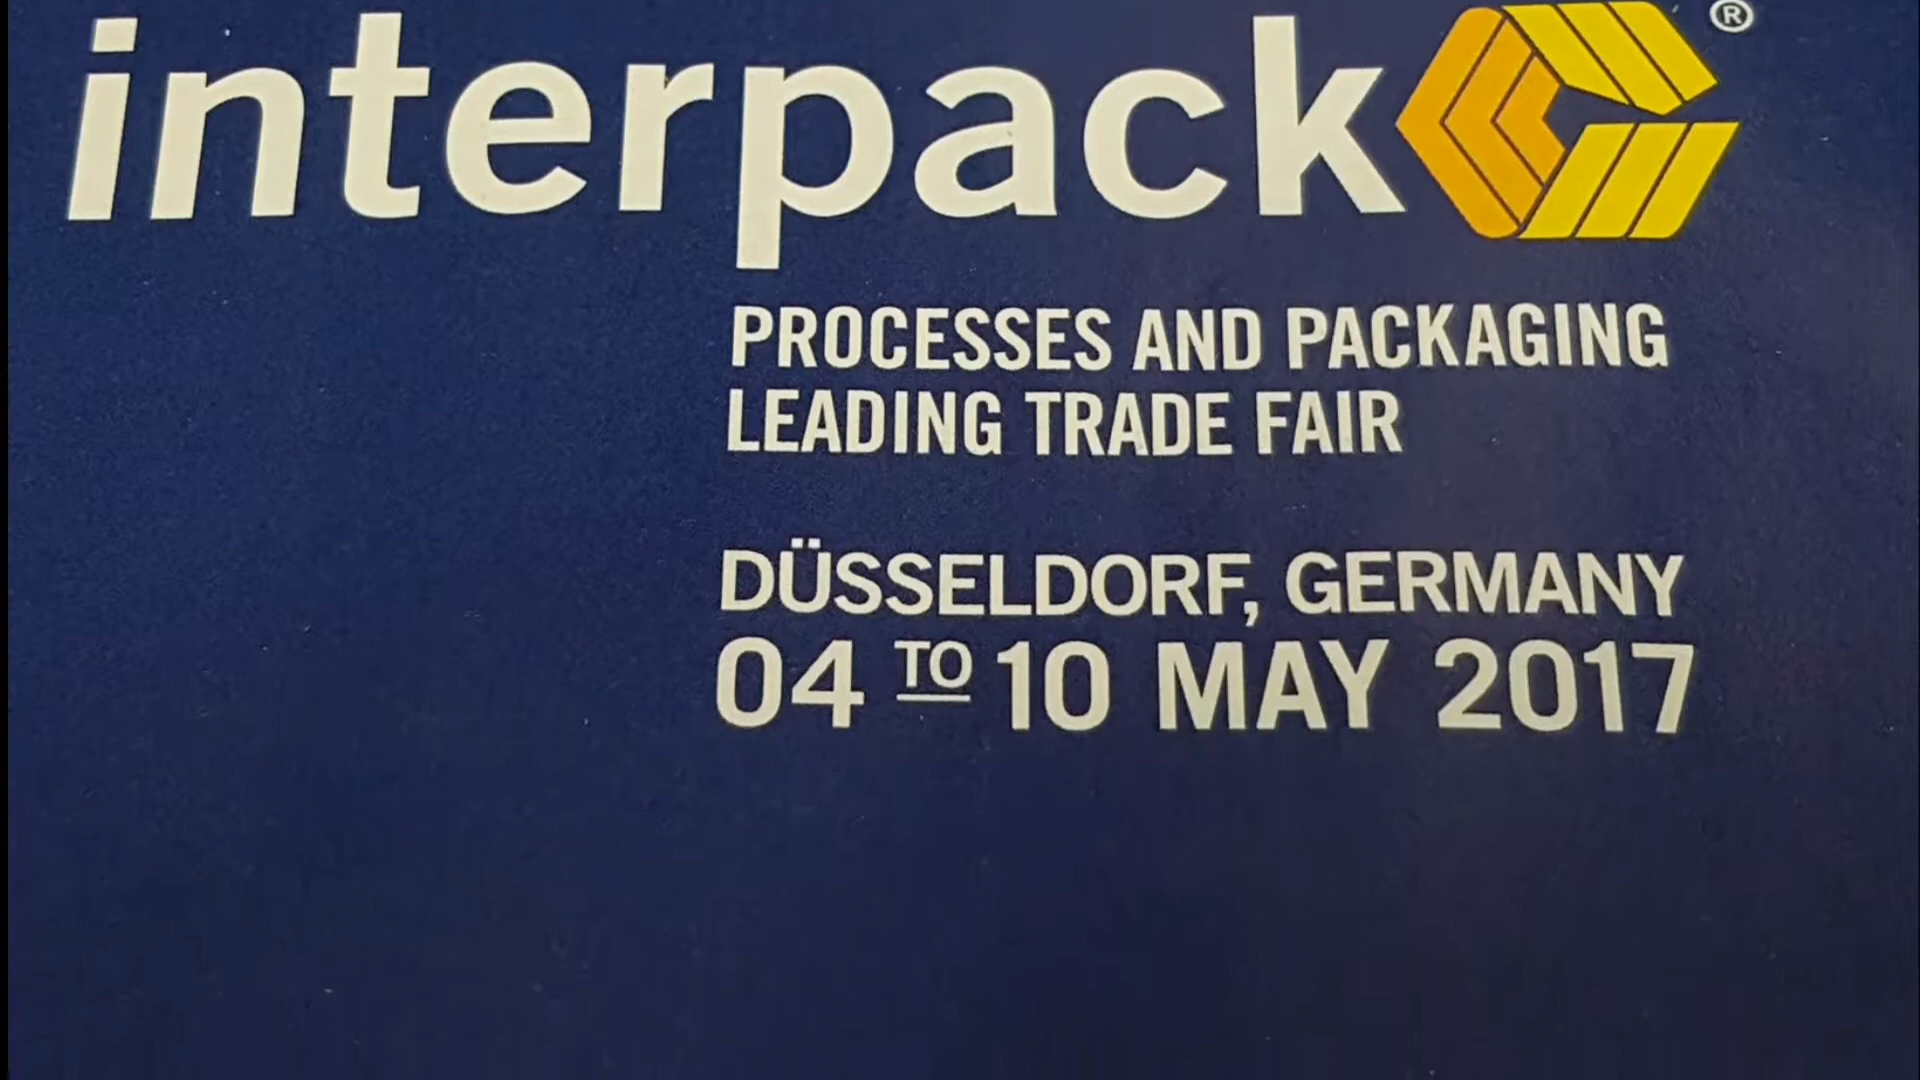 interpack®
PROCESSES AND PACKAGING
LEADING TRADE FAIR
DÜSSELDORF, GERMANY
04 TO 10 MAY 2017